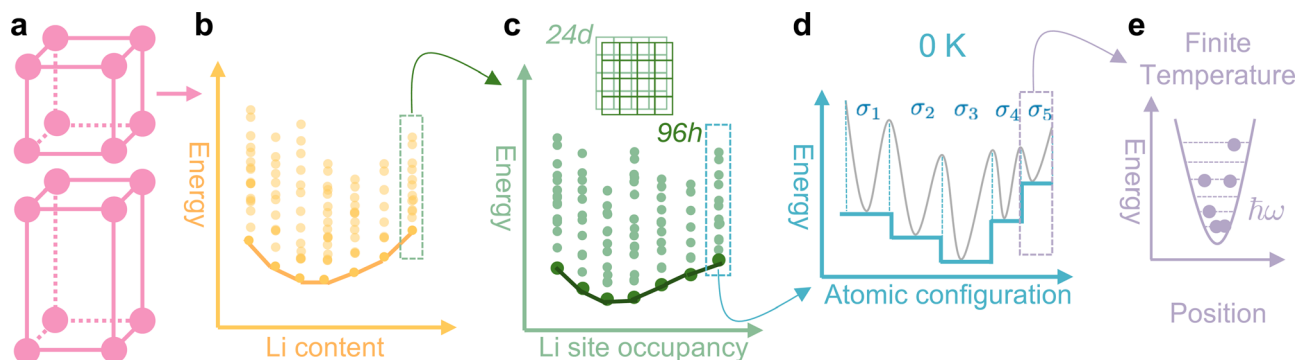 a
b
Energy
Li content
c
24d
96h
Energy
Li site occupancy
d
0 K
σ1 σ2 σ3 σ4 σ5
Energy
Atomic configuration
e
Finite
Temperature
Energy
ℏω
Position